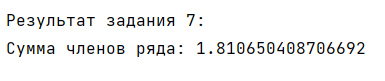 Результат задания 7:
Сумма членов ряда: 1.810650408706692